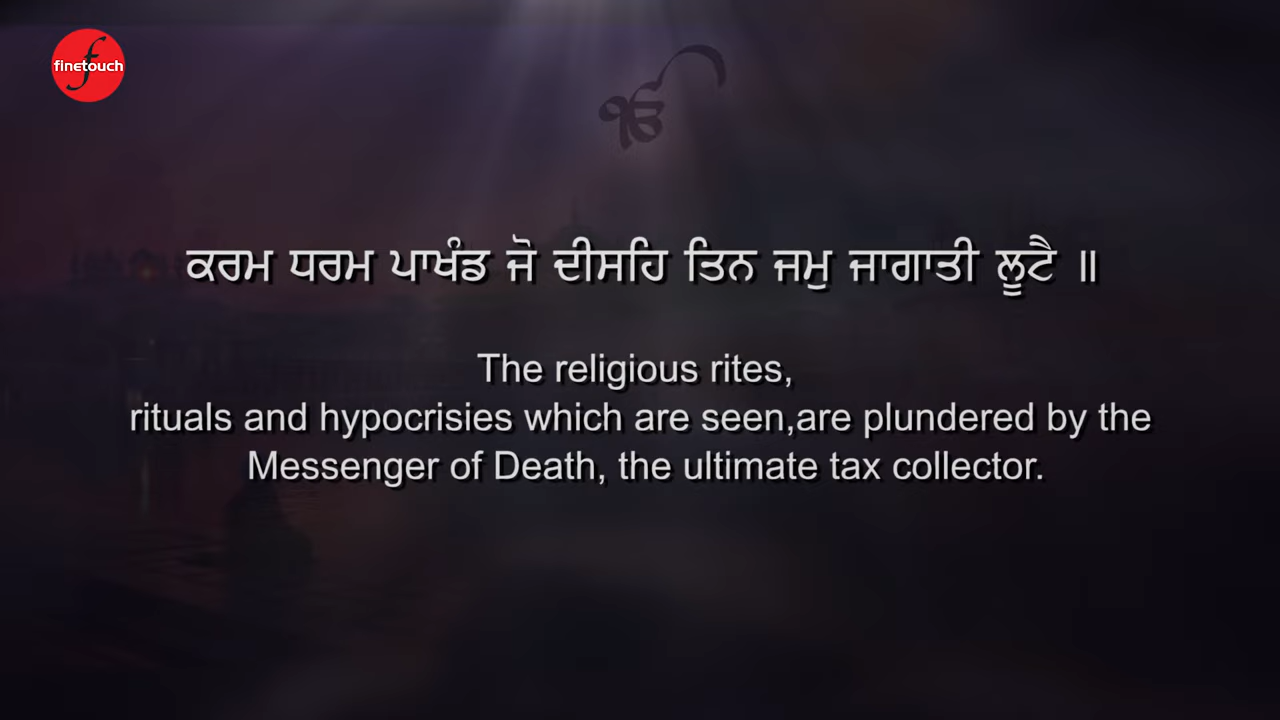 finetouch
ੴ
ਕਰਮ ਧਰਮ ਪਾਖੰਡ ਜੋ ਦੀਸਹਿ ਤਿਨ ਜਮੁ ਜਾਗਾਤੀ ਲੂਟੈ ॥
The religious rites,
rituals and hypocrisies which are seen,are plundered by the
Messenger of Death, the ultimate tax collector.